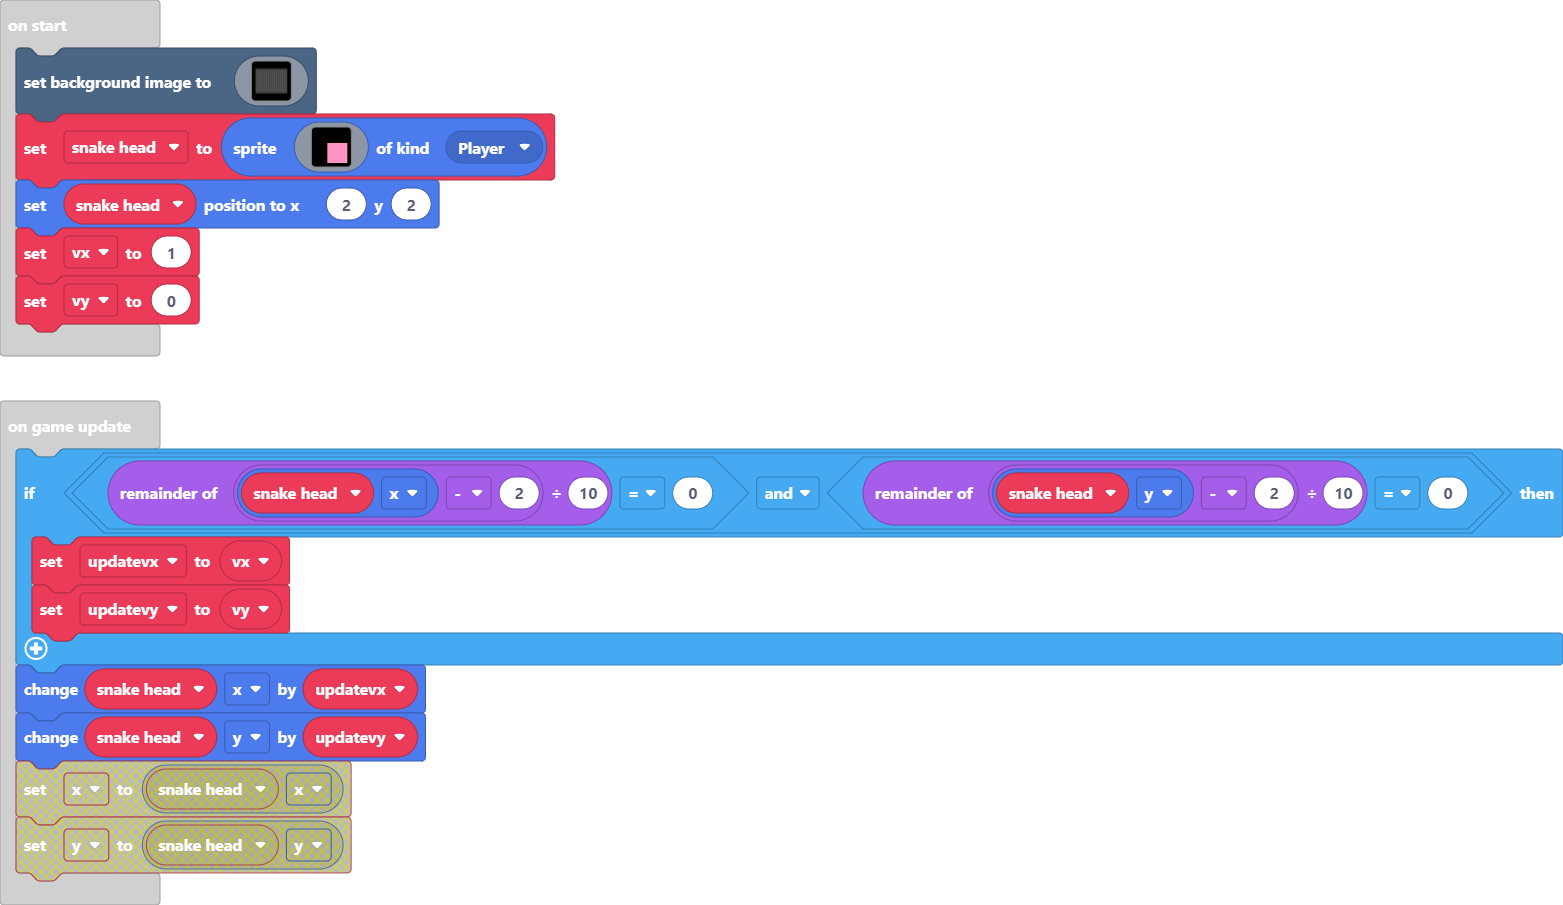 on start
set background image to
set snake head to sprite of kind Player
set snake head position to x 2 y 2
set vx to 1
set vy to 0
on game update
if remainder of snake head x - 2 ÷ 10 = 0 and remainder of snake head y - 2 ÷ 10 = 0 then
set updatevx to vx
set updatevy to vy
change snake head x by updatevx
change snake head y by updatevy
set x to snake head x
set y to snake head y